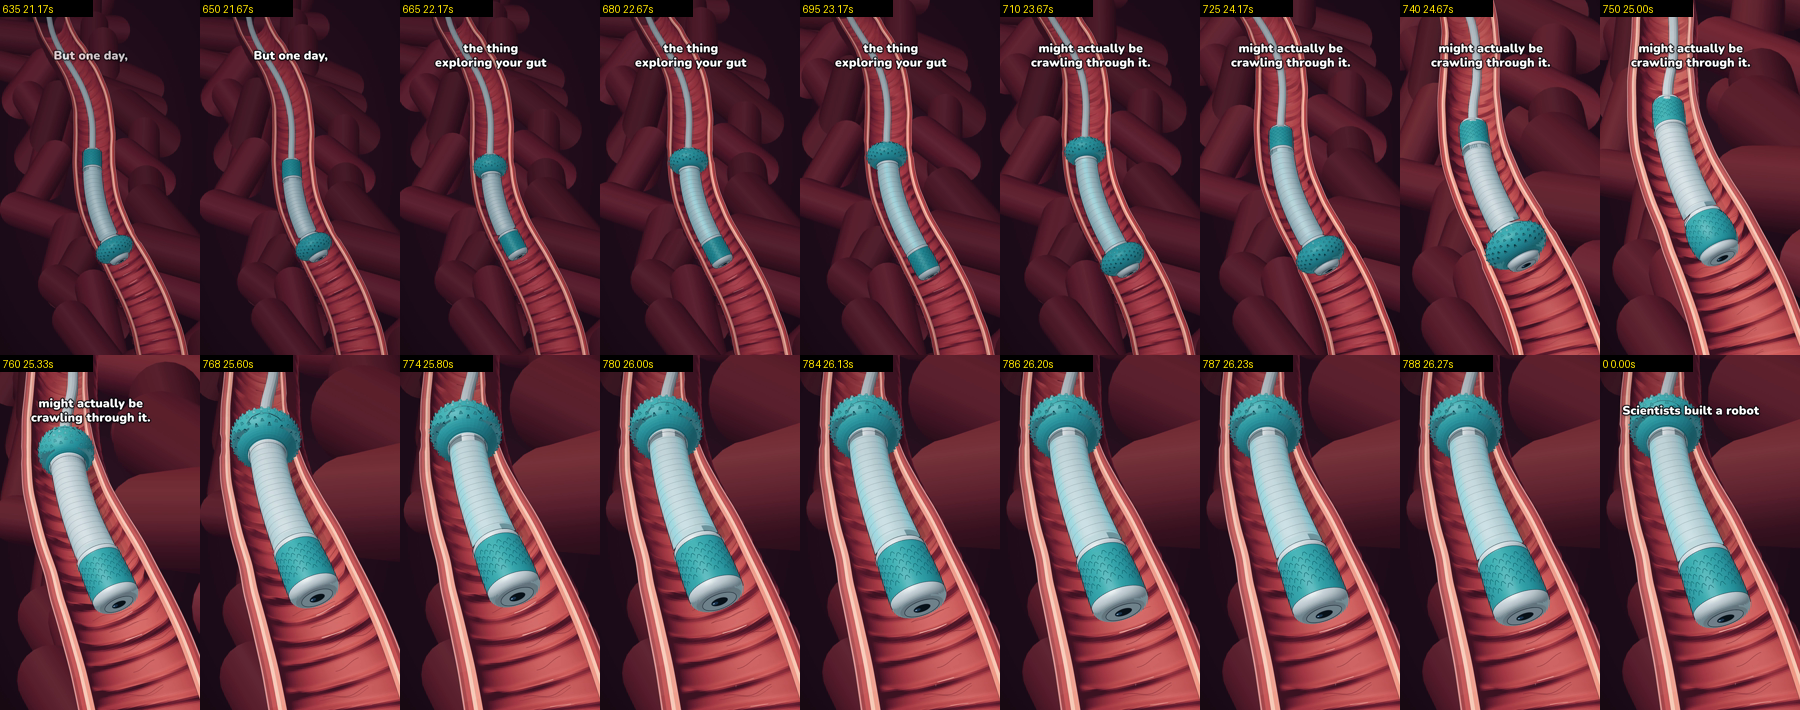 635 21.17s
But one day,
650 21.67s
But one day,
665 22.17s
the thing
exploring your gut
680 22.67s
the thing
exploring your gut
695 23.17s
the thing
exploring your gut
710 23.67s
might actually be
crawling through it.
725 24.17s
might actually be
crawling through it.
740 24.67s
might actually be
crawling through it.
750 25.00s
might actually be
crawling through it.
760 25.33s
might actually be
crawling through it.
768 25.60s
774 25.80s
780 26.00s
784 26.13s
786 26.20s
787 26.23s
788 26.27s
0 0.00s
Scientists built a robot